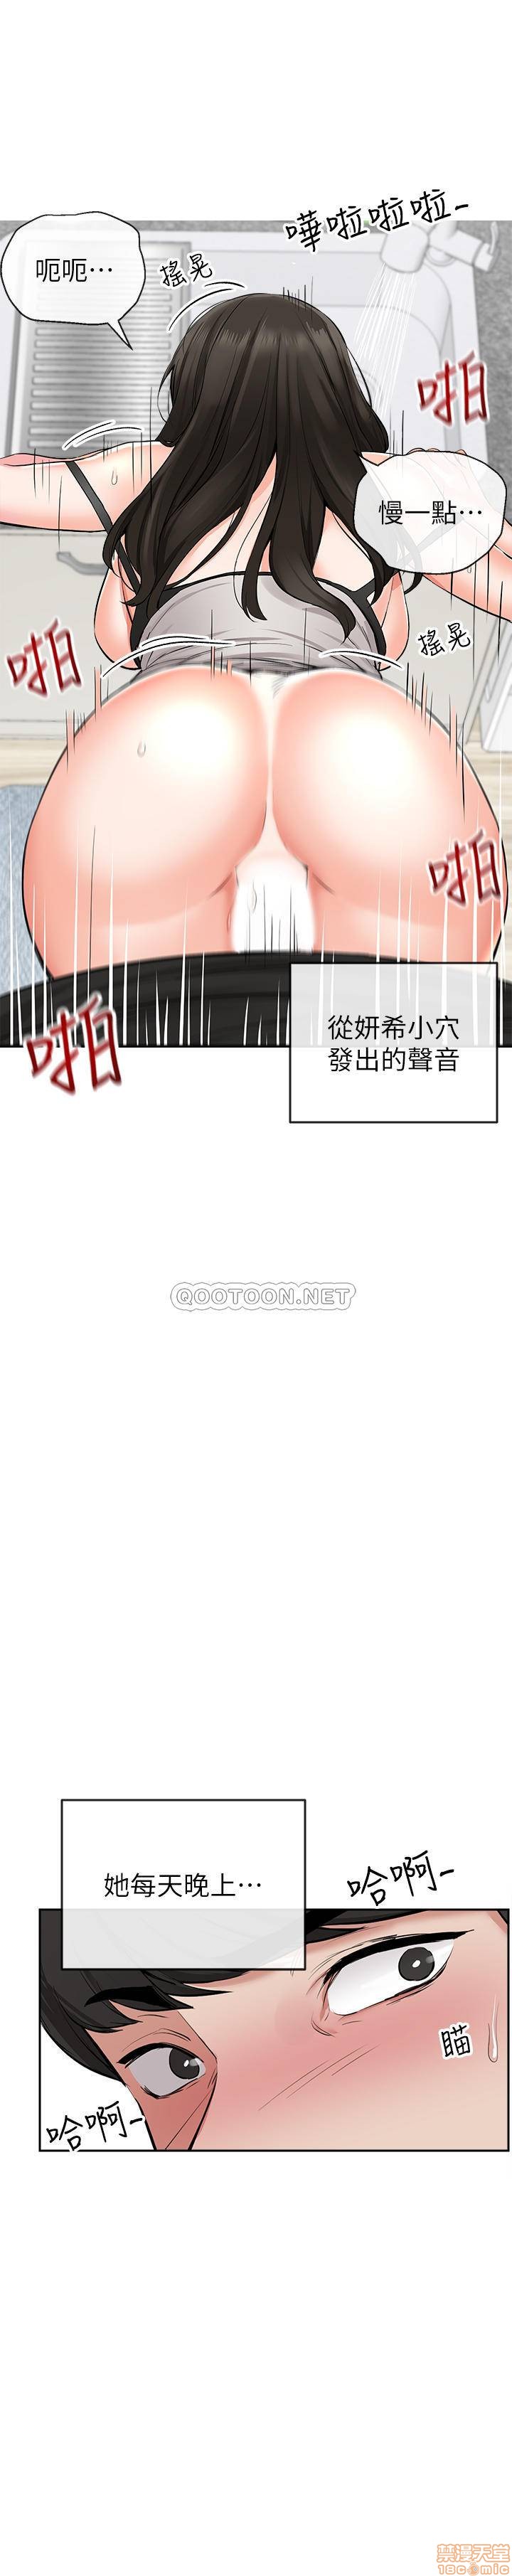 嘩啦啦啦~
呃呃…
搖晃
啪
慢一點…
搖晃
啪
啪
啪
從妍希小穴
發出的聲音
QOOTOON.NET
她每天晚上…
哈啊~
瞄
哈啊~
禁漫天堂
18comic